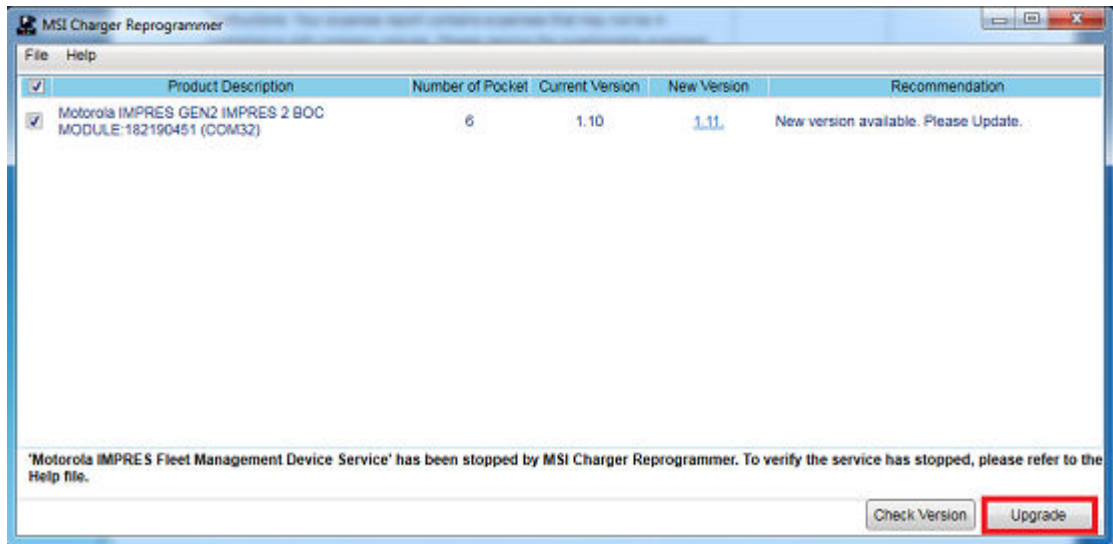 MSI Charger Reprogrammer
File Help
Product Description Number of Pocket Current Version New Version Recommendation
Motorola IMPRES GEN2 IMPRES 2 BOC
MODULE:182190451 (COM32) 6 1.10 1.11. New version available. Please Update.
'Motorola IMPRES Fleet Management Device Service' has been stopped by MSI Charger Reprogrammer. To verify the service has stopped, please refer to the
Help file.
Check Version Upgrade